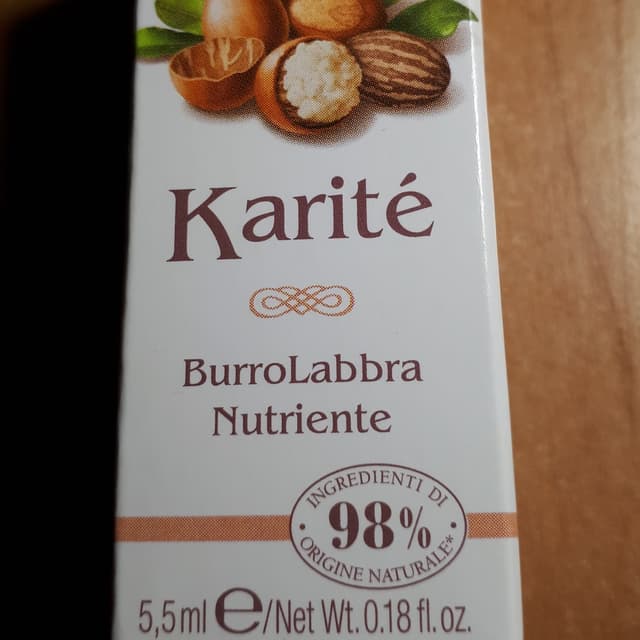 Karité
BurroLabbra
Nutriente
INGREDIENTI DI
98%
ORIGINE NATURALE*
5,5ml e/Net Wt. 0.18 fl. oz.